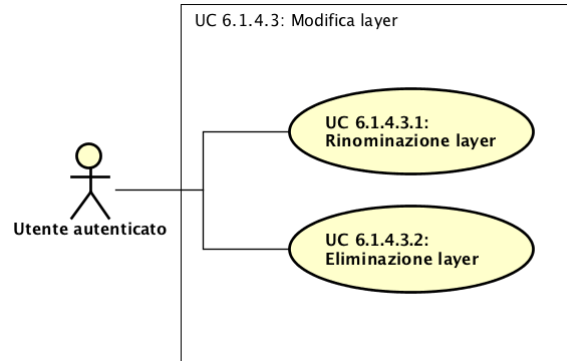 UC 6.1.4.3: Modifica layer
UC 6.1.4.3.1:
Rinominazione layer
Utente autenticato
UC 6.1.4.3.2:
Eliminazione layer